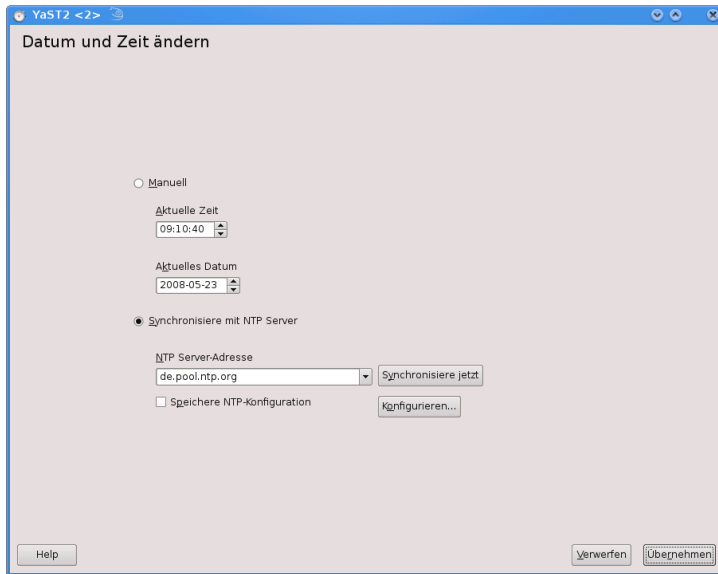 YaST2 <2>
Datum und Zeit ändern
Manuell
Aktuelle Zeit
09:10:40
Aktuelles Datum
2008-05-23
Synchronisiere mit NTP Server
NTP Server-Adresse
de.pool.ntp.org
Synchronisiere jetzt
Speichere NTP-Konfiguration
Konfigurieren...
Help
Verwerfen
Übernehmen